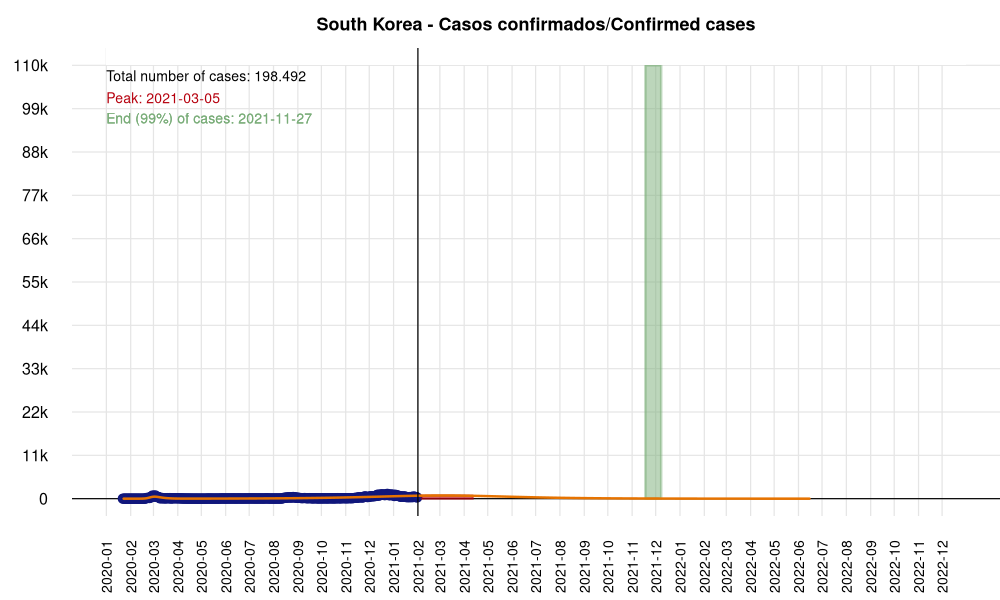 South Korea - Casos confirmados/Confirmed cases
Total number of cases: 198.492
Peak: 2021-03-05
End (99%) of cases: 2021-11-27
110k
99k
88k
77k
66k
55k
44k
33k
22k
11k
0
2020-01
2020-02
2020-03
2020-04
2020-05
2020-06
2020-07
2020-08
2020-09
2020-10
2020-11
2020-12
2021-01
2021-02
2021-03
2021-04
2021-05
2021-06
2021-07
2021-08
2021-09
2021-10
2021-11
2021-12
2022-01
2022-02
2022-03
2022-04
2022-05
2022-06
2022-07
2022-08
2022-09
2022-10
2022-11
2022-12